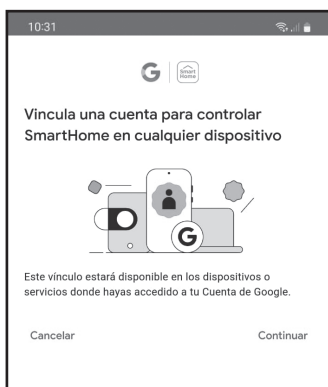 10:31
G
Smart
Home
Vincula una cuenta para controlar
SmartHome en cualquier dispositivo
G
Este vínculo estará disponible en los dispositivos o
servicios donde hayas accedido a tu Cuenta de Google.
Cancelar Continuar